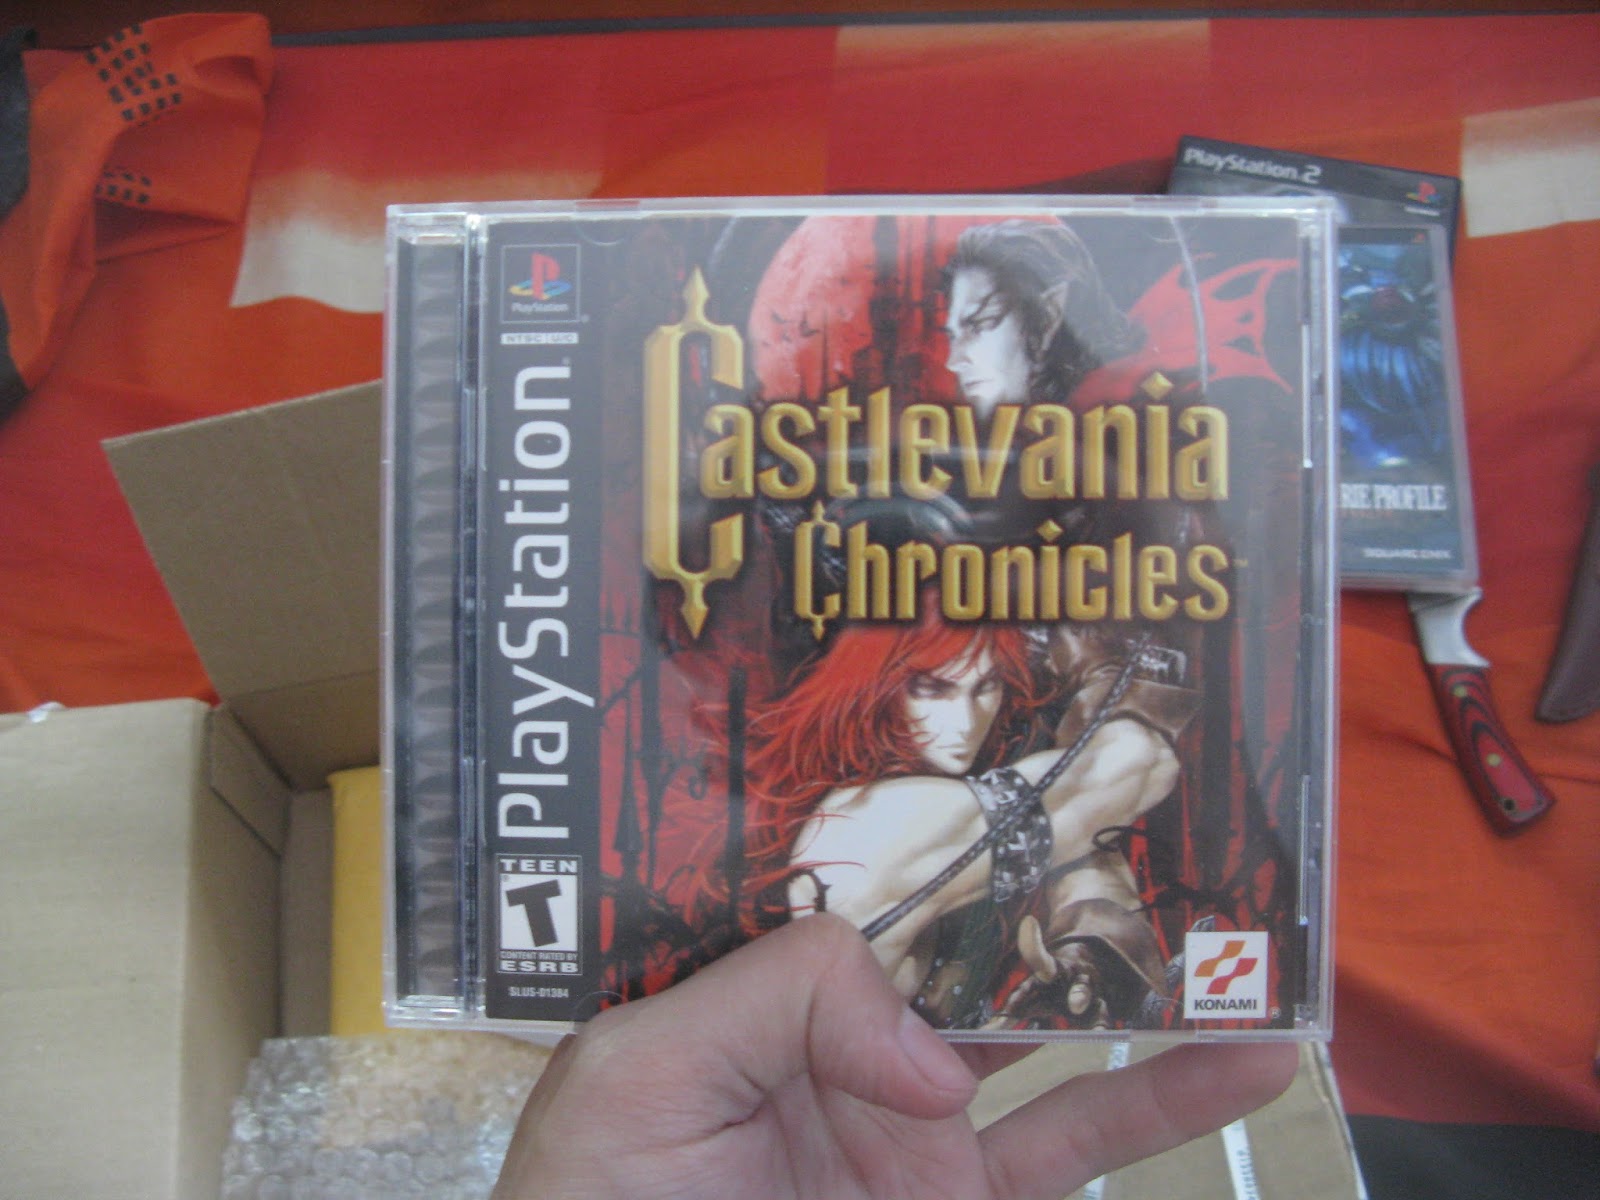 PlayStation
NTSC U/C
PlayStation
Castlevania
Chronicles
TEEN
T
CONTENT RATED BY
ESRB
SLUS-01384
KONAMI
PlayStation 2
RIE PROFILE
SQUARE ENIX